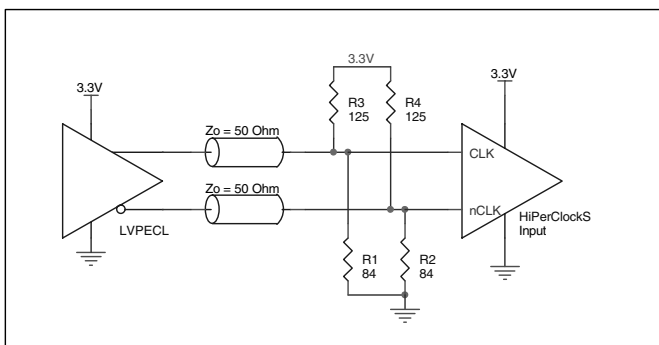 3.3V
3.3V
3.3V
R3
125
R4
125
Zo = 50 Ohm
CLK
Zo = 50 Ohm
nCLK
LVPECL
HiPerClockS
Input
R1
84
R2
84